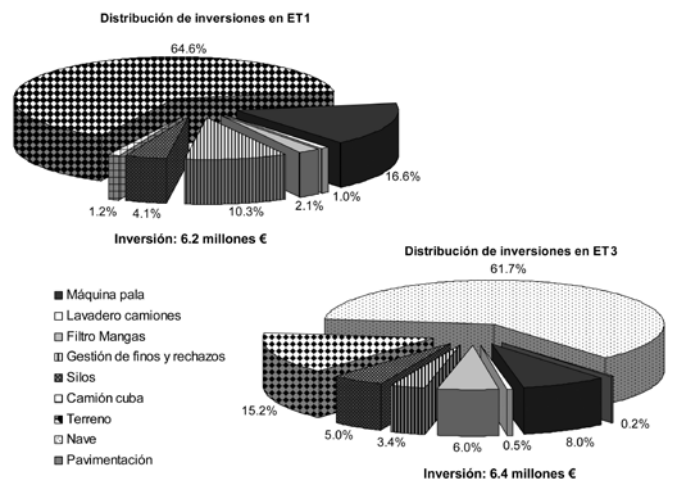 Distribución de inversiones en ET1
64.6%
16.6%
1.0%
2.1%
10.3%
4.1%
1.2%
Inversión: 6.2 millones €
Distribución de inversiones en ET3
61.7%
Máquina pala
Lavadero camiones
Filtro Mangas
Gestión de finos y rechazos
Silos
Camión cuba
Terreno
Nave
Pavimentación
15.2%
5.0%
3.4%
6.0%
0.5%
8.0%
0.2%
Inversión: 6.4 millones €